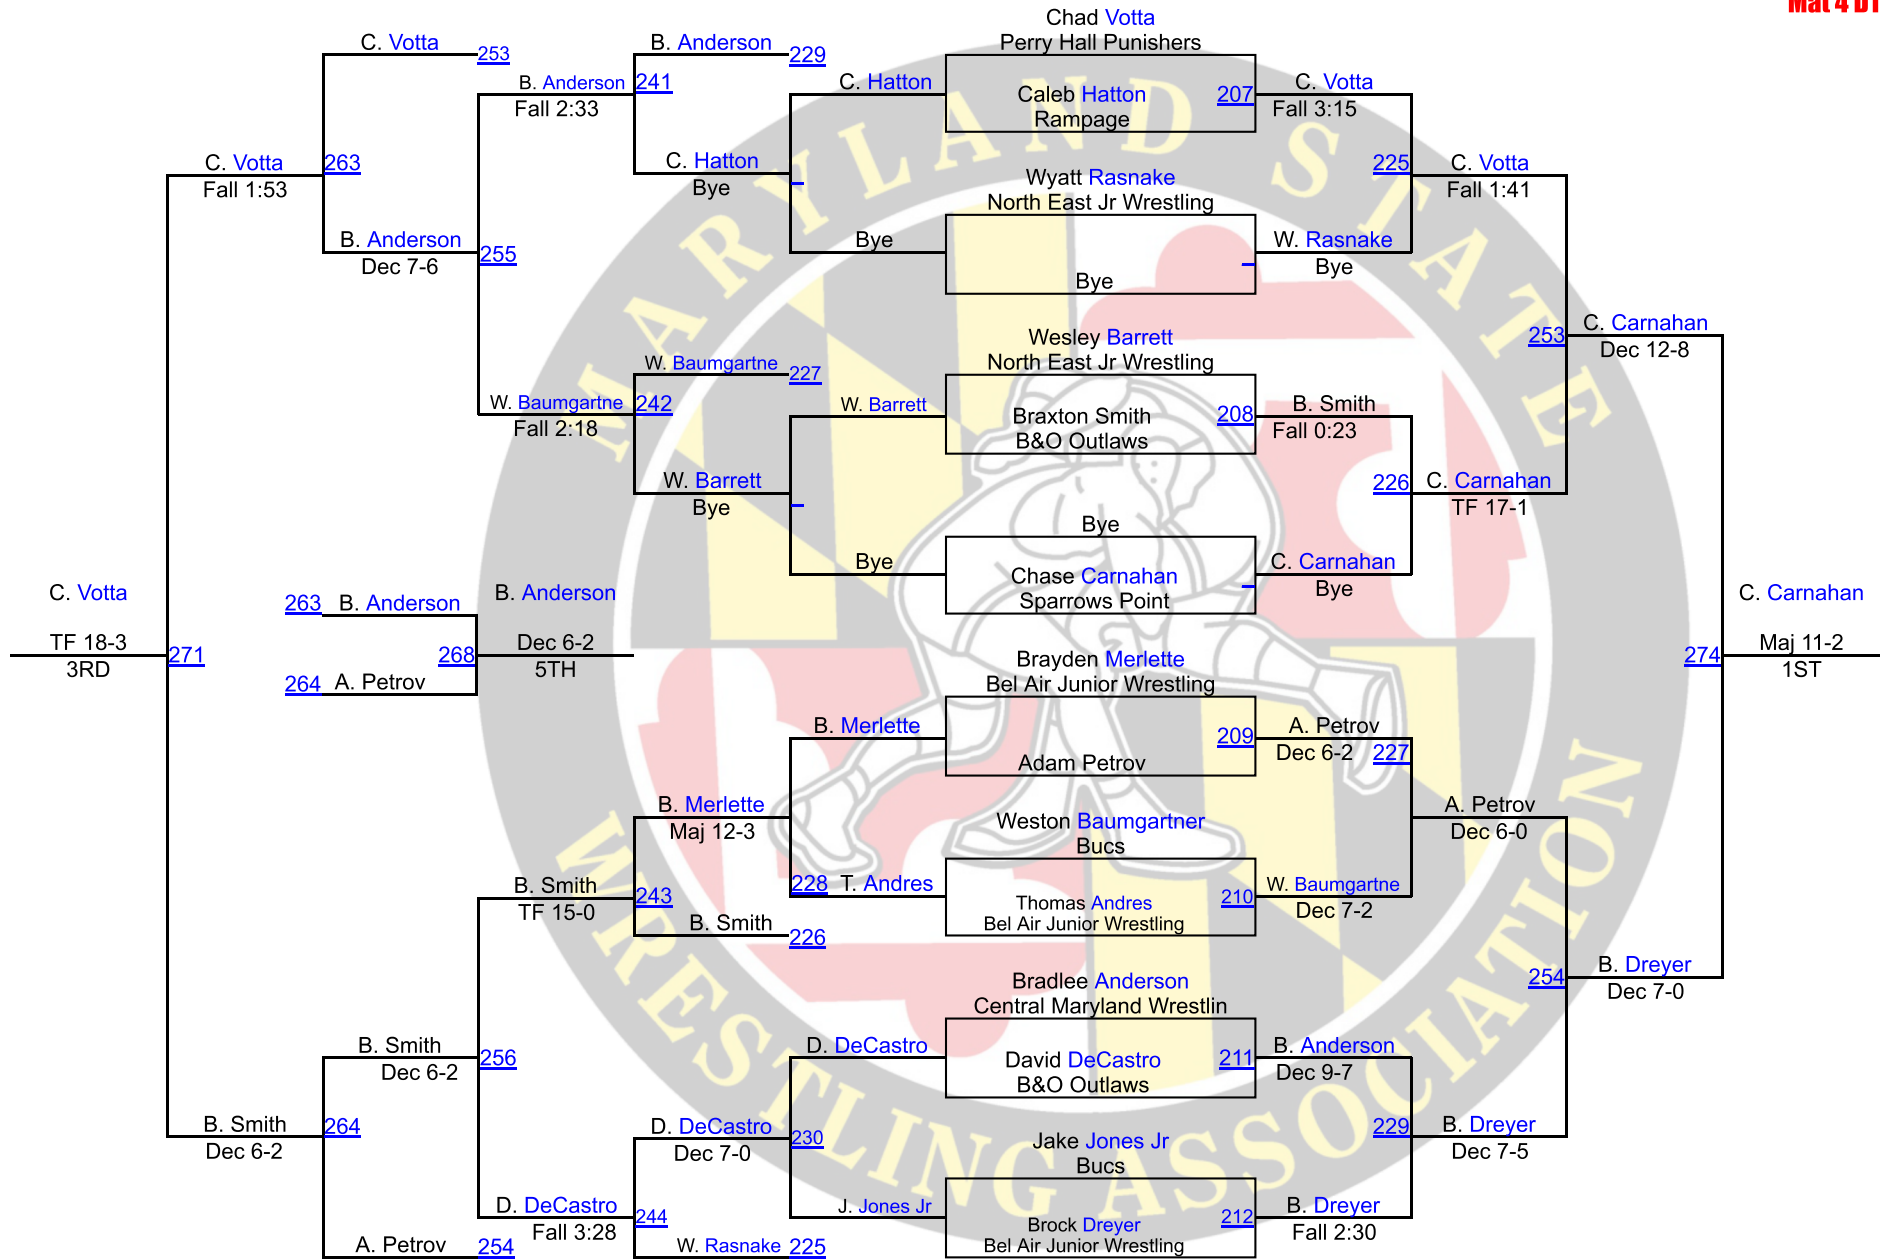 Mat 4 b1
Chad Votta
Perry Hall Punishers
C. Votta
253
B. Anderson
229
B. Anderson
241
Fall 2:33
C. Hatton
Caleb Hatton
207
Rampage
C. Votta
Fall 3:15
C. Votta
263
Fall 1:53
C. Hatton
Bye
Wyatt Rasnake
North East Jr Wrestling
225
C. Votta
Fall 1:41
B. Anderson
255
Dec 7-6
Bye
Bye
W. Rasnake
Bye
Wesley Barrett
North East Jr Wrestling
253
C. Carnahan
Dec 12-8
W. Baumgartne
227
W. Baumgartne
242
Fall 2:18
W. Barrett
Braxton Smith
208
B&O Outlaws
B. Smith
Fall 0:23
W. Barrett
Bye
226
C. Carnahan
TF 17-1
Bye
Bye
Chase Carnahan
Sparrows Point
C. Carnahan
Bye
C. Votta
TF 18-3
3RD
271
263
B. Anderson
264
A. Petrov
268
B. Anderson
Dec 6-2
5TH
274
C. Carnahan
Maj 11-2
1ST
Brayden Merlette
Bel Air Junior Wrestling
B. Merlette
209
Adam Petrov
A. Petrov
Dec 6-2
227
B. Merlette
Maj 12-3
Weston Baumgartner
Bucs
A. Petrov
Dec 6-0
B. Smith
TF 15-0
243
228
T. Andres
Thomas Andres
210
Bel Air Junior Wrestling
W. Baumgartne
Dec 7-2
B. Smith
226
Bradlee Anderson
Central Maryland Wrestlin
254
B. Dreyer
Dec 7-0
B. Smith
256
Dec 6-2
D. DeCastro
David DeCastro
211
B&O Outlaws
B. Anderson
Dec 9-7
B. Smith
264
Dec 6-2
D. DeCastro
230
Dec 7-0
Jake Jones Jr
Bucs
229
B. Dreyer
Dec 7-5
D. DeCastro
244
Fall 3:28
J. Jones Jr
Brock Dreyer
212
Bel Air Junior Wrestling
B. Dreyer
Fall 2:30
A. Petrov
254
W. Rasnake
225
MARYLAND STATE
WRESTLING ASSOCIATION